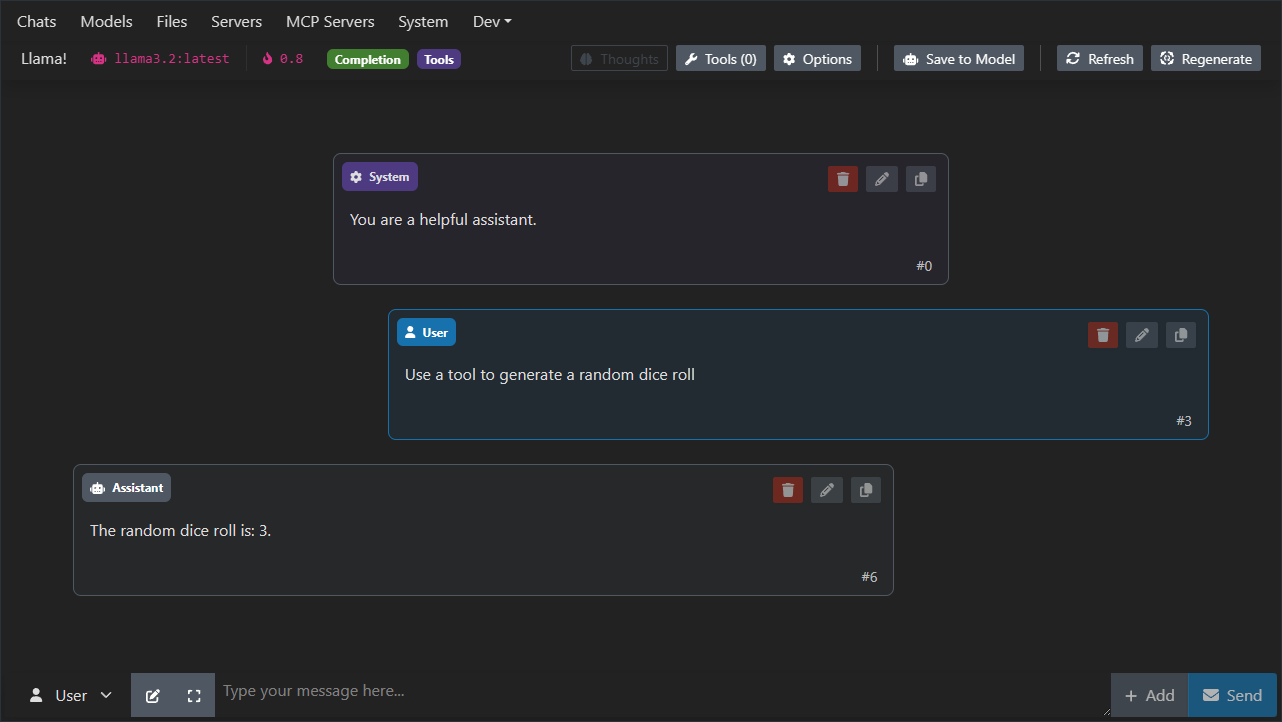 Chats Models Files Servers MCP Servers System Dev
Llama! llama3.2:latest 0.8 Completion Tools Thoughts Tools (0) Options Save to Model Refresh Regenerate
System
You are a helpful assistant.
#0
User
Use a tool to generate a random dice roll
#3
Assistant
The random dice roll is: 3.
#6
User Type your message here... Add Send